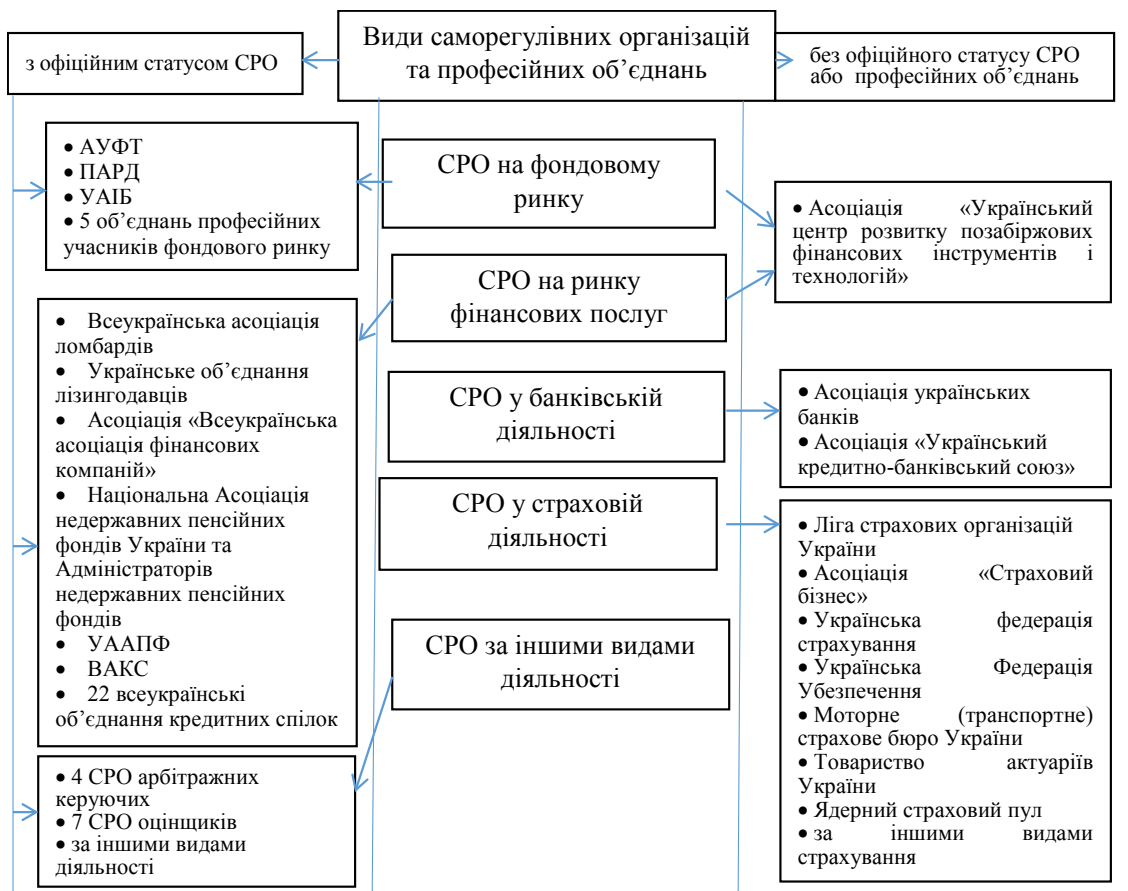 Види саморегулівних організацій
та професійних об’єднань
з офіційним статусом СРО
без офіційного статусу СРО
або професійних об’єднань
• АУФТ
• ПАРД
• УАІБ
• 5 об’єднань професійних
учасників фондового ринку
СРО на фондовому
ринку
• Асоціація «Український
центр розвитку позабіржових
фінансових інструментів і
технологій»
СРО на ринку
фінансових послуг
• Всеукраїнська асоціація
ломбардів
• Українське об’єднання
лізингодавців
• Асоціація «Всеукраїнська
асоціація фінансових
компаній»
• Національна Асоціація
недержавних пенсійних
фондів України та
Адміністраторів
недержавних пенсійних
фондів
• УААПФ
• ВАКС
• 22 всеукраїнські
об’єднання кредитних спілок
СРО у банківській
діяльності
• Асоціація українських
банків
• Асоціація «Український
кредитно-банківський союз»
СРО у страховій
діяльності
• Ліга страхових організацій
України
• Асоціація «Страховий
бізнес»
• Українська федерація
страхування
• Українська Федерація
Убезпечення
• Моторне (транспортне)
страхове бюро України
• Товариство актуаріїв
України
• Ядерний страховий пул
• за іншими видами
страхування
СРО за іншими видами
діяльності
• 4 СРО арбітражних
керуючих
• 7 СРО оцінщиків
• за іншими видами
діяльності